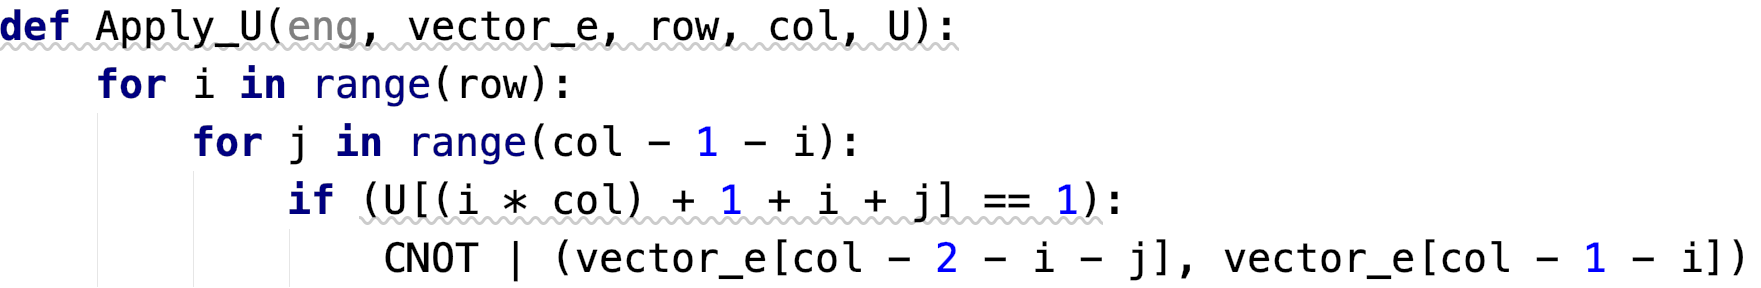 def Apply_U(eng, vector_e, row, col, U):
    for i in range(row):
        for j in range(col - 1 - i):
            if (U[(i * col) + 1 + i + j] == 1):
                CNOT | (vector_e[col - 2 - i - j], vector_e[col - 1 - i])